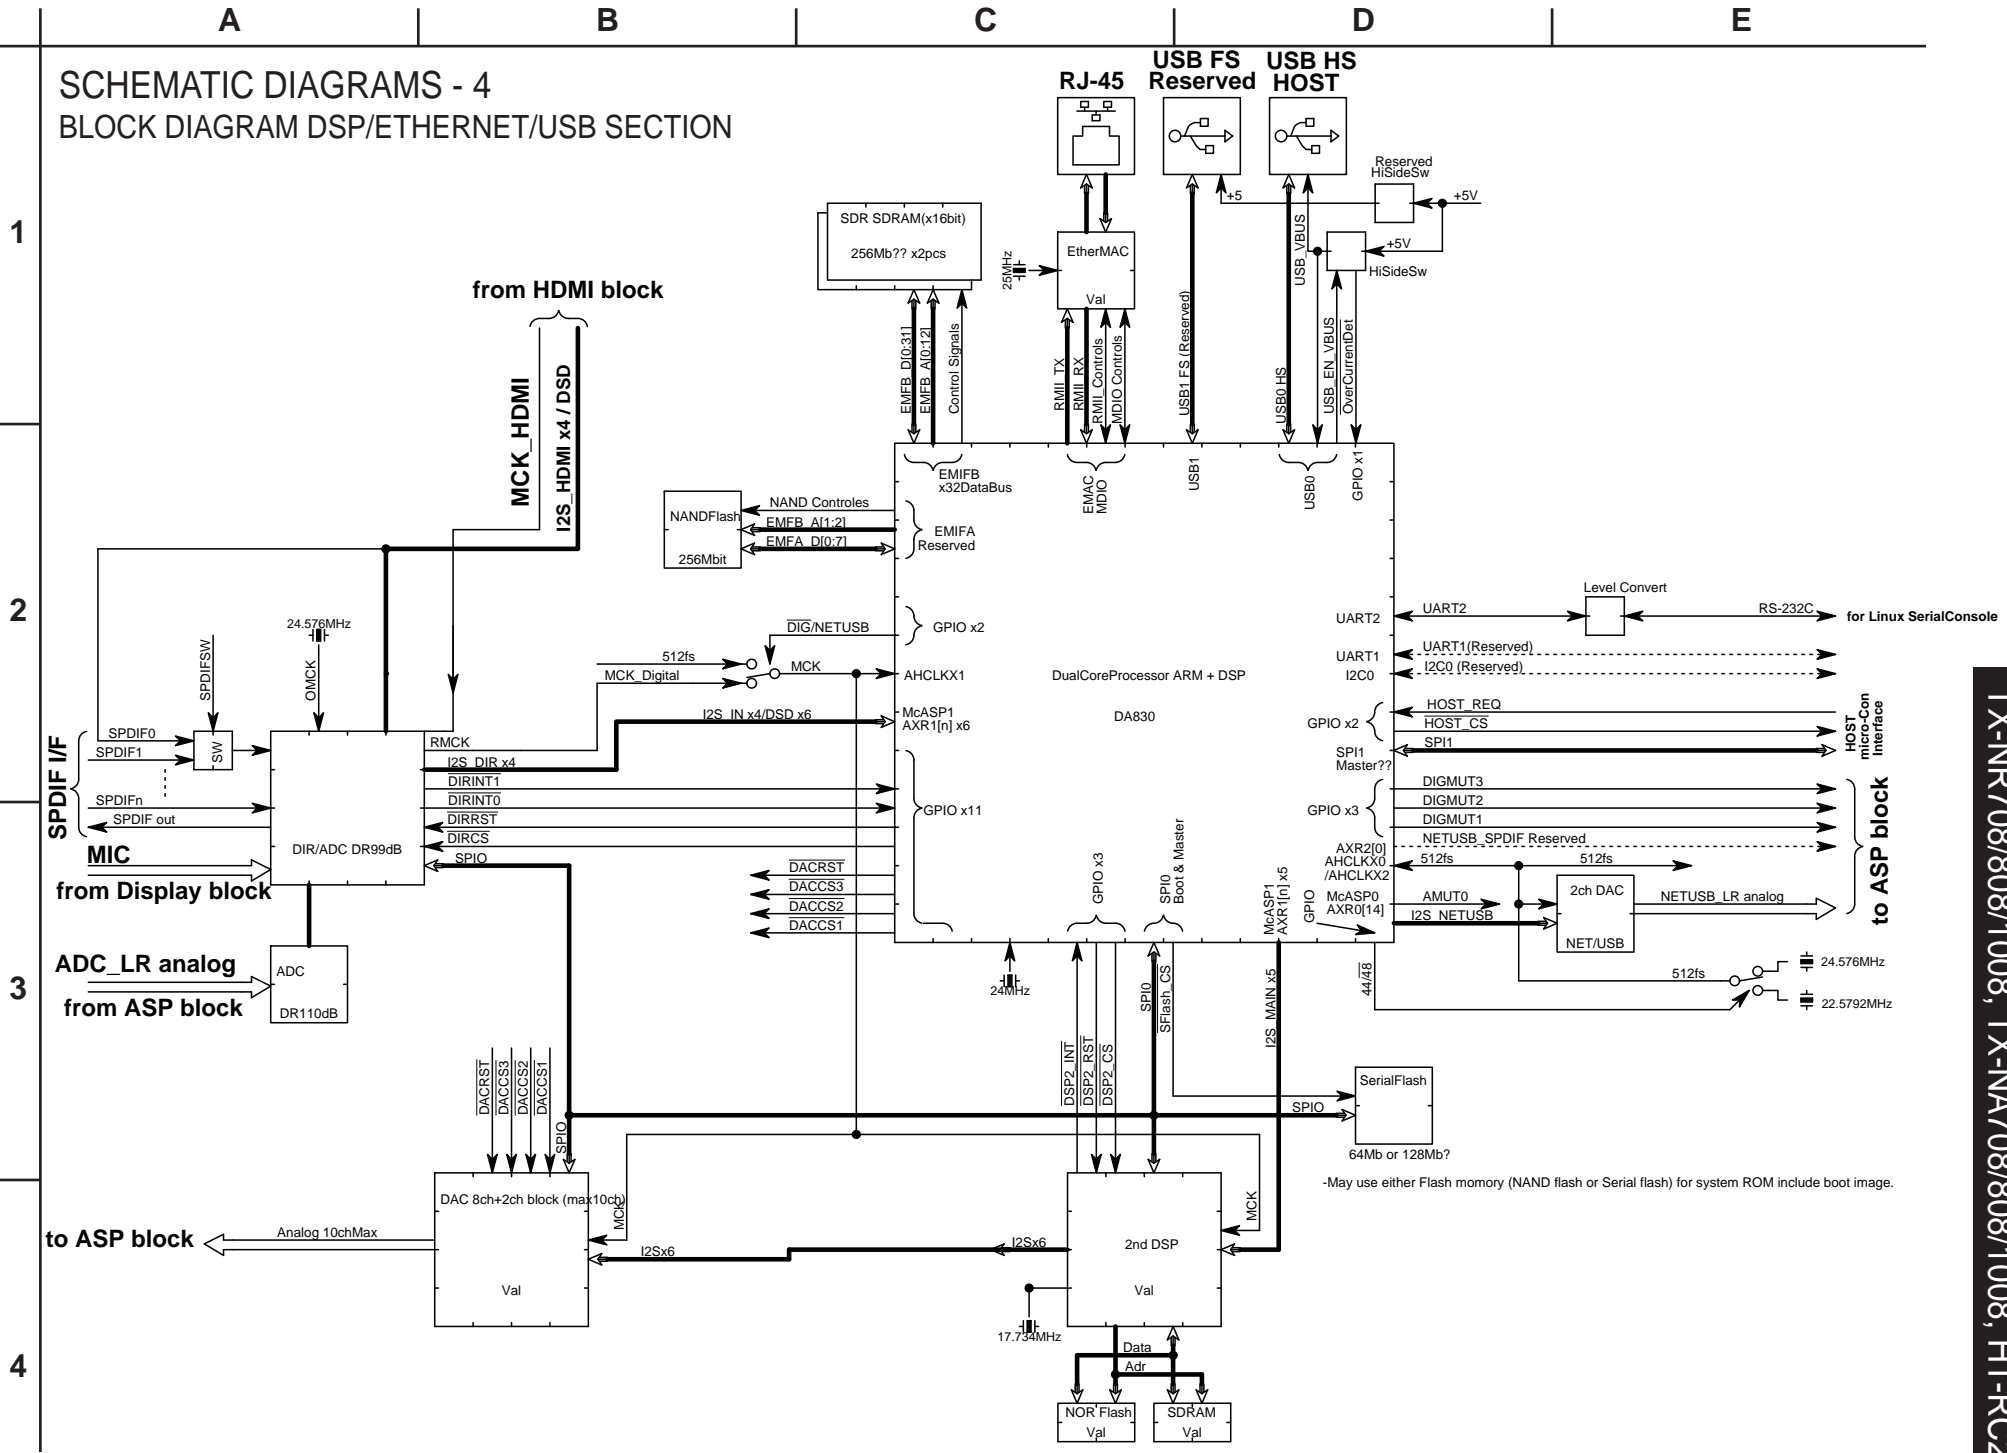 A B C D E
SCHEMATIC DIAGRAMS - 4
BLOCK DIAGRAM DSP/ETHERNET/USB SECTION
1
2
3
4
RJ-45
USB FS
Reserved
USB HS
HOST
Reserved
HiSideSw
+5
+5V
+5V
HiSideSw
USB_VBUS
USB_EN_VBUS
OverCurrentDet
SDR SDRAM(x16bit)
256Mb?? x2pcs
25MHz
EtherMAC
Val
EMFB_D[0:31]
EMFB_A[0:12]
Control Signals
RMII_TX
RMII_RX
RMII_Controls
MDIO Controls
USB1 FS (Reserved)
USB0 HS
from HDMI block
MCK_HDMI
I2S_HDMI x4 / DSD
EMIFB
x32DataBus
EMAC
MDIO
USB1
USB0
GPIO x1
NANDFlash
256Mbit
NAND Controles
EMFB_A[1:2]
EMFA_D[0:7]
EMIFA
Reserved
DIG/NETUSB
GPIO x2
512fs
MCK_Digital
MCK
AHCLKX1
I2S_IN x4/DSD x6
McASP1
AXR1[n] x6
DualCoreProcessor ARM + DSP
DA830
UART2
UART2
Level Convert
RS-232C
for Linux SerialConsole
UART1
UART1(Reserved)
I2C0
I2C0 (Reserved)
GPIO x2
HOST_REQ
HOST_CS
SPI1
Master??
SPI1
HOST
micro-Con
Interface
GPIO x3
DIGMUT3
DIGMUT2
DIGMUT1
AXR2[0]
NETUSB_SPDIF Reserved
AHCLKX0
/AHCLKX2
512fs
512fs
McASP0
AXR0[14]
AMUT0
I2S_NETUSB
2ch DAC
NET/USB
NETUSB_LR analog
to ASP block
512fs
24.576MHz
22.5792MHz
24.576MHz
SPDIFSW
OMCK
SPDIF I/F
SPDIF0
SPDIF1
SW
SPDIFn
SPDIF out
MIC
from Display block
DIR/ADC DR99dB
RMCK
I2S_DIR x4
DIRINT1
DIRINT0
DIRRST
DIRCS
SPIO
GPIO x11
DACRST
DACCS3
DACCS2
DACCS1
GPIO x3
SPI0
Boot & Master
McASP1
AXR1[n] x5
GPIO
ADC_LR analog
from ASP block
ADC
DR110dB
24MHz
DSP2_INT
DSP2_RST
DSP2_CS
SPI0
SFlash_CS
I2S_MAIN x5
44/48
DACRST
DACCS3
DACCS2
DACCS1
SPIO
SPIO
SerialFlash
64Mb or 128Mb?
-May use either Flash momory (NAND flash or Serial flash) for system ROM include boot image.
DAC 8ch+2ch block (max10ch)
Val
MCK
to ASP block
Analog 10chMax
I2Sx6
I2Sx6
2nd DSP
Val
MCK
17.734MHz
Data
Adr
NOR Flash
Val
SDRAM
Val
TX-NR708/808/1008, TX-NA708/808/1008, HT-RC2